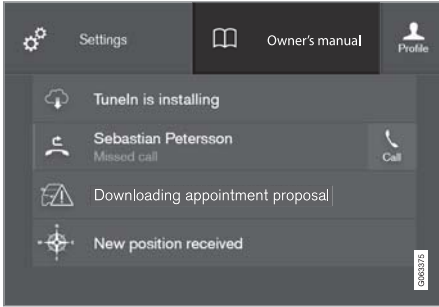 Settings
Owner's manual
Profile
TuneIn is installing
Sebastian Petersson
Missed call
Call
Downloading appointment proposal
New position received
G063375